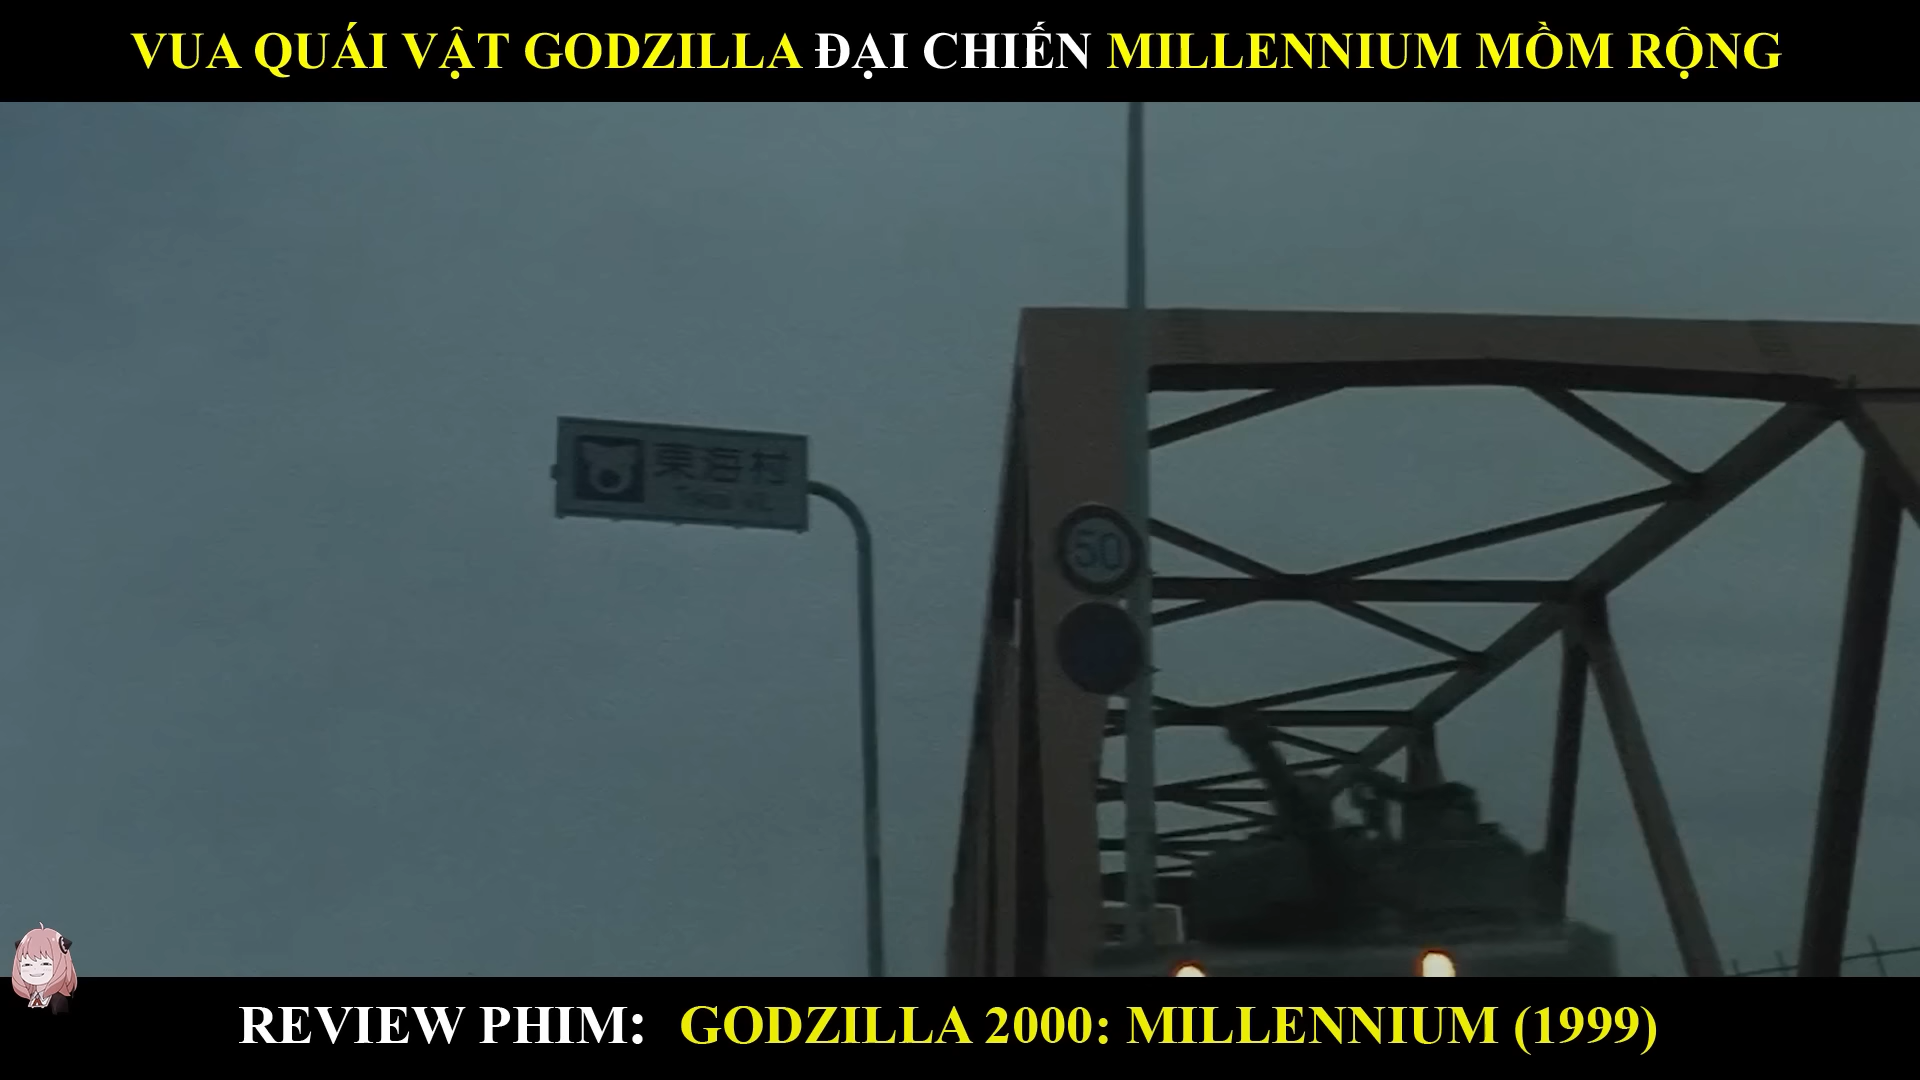 VUA QUÁI VẬT GODZILLA ĐẠI CHIẾN MILLENNIUM MỒM RỘNG
東海村
50
REVIEW PHIM: GODZILLA 2000: MILLENNIUM (1999)